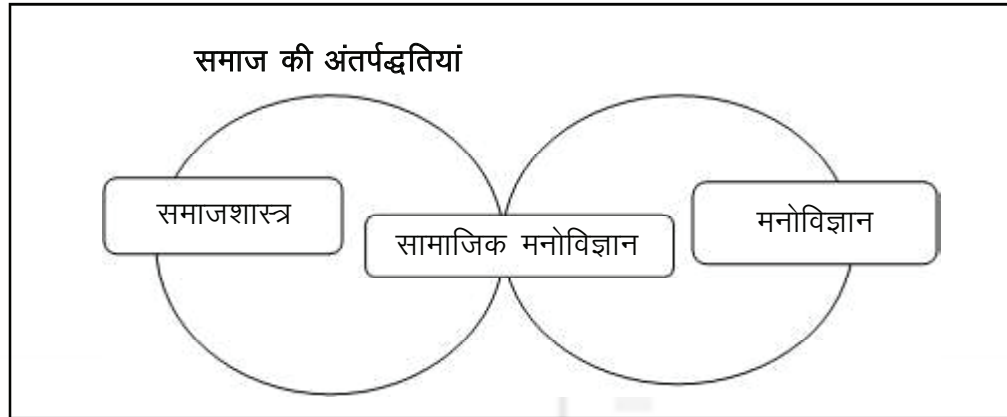 समाज की अंतर्पद्धतियां
समाजशास्त्र
सामाजिक मनोविज्ञान
मनोविज्ञान